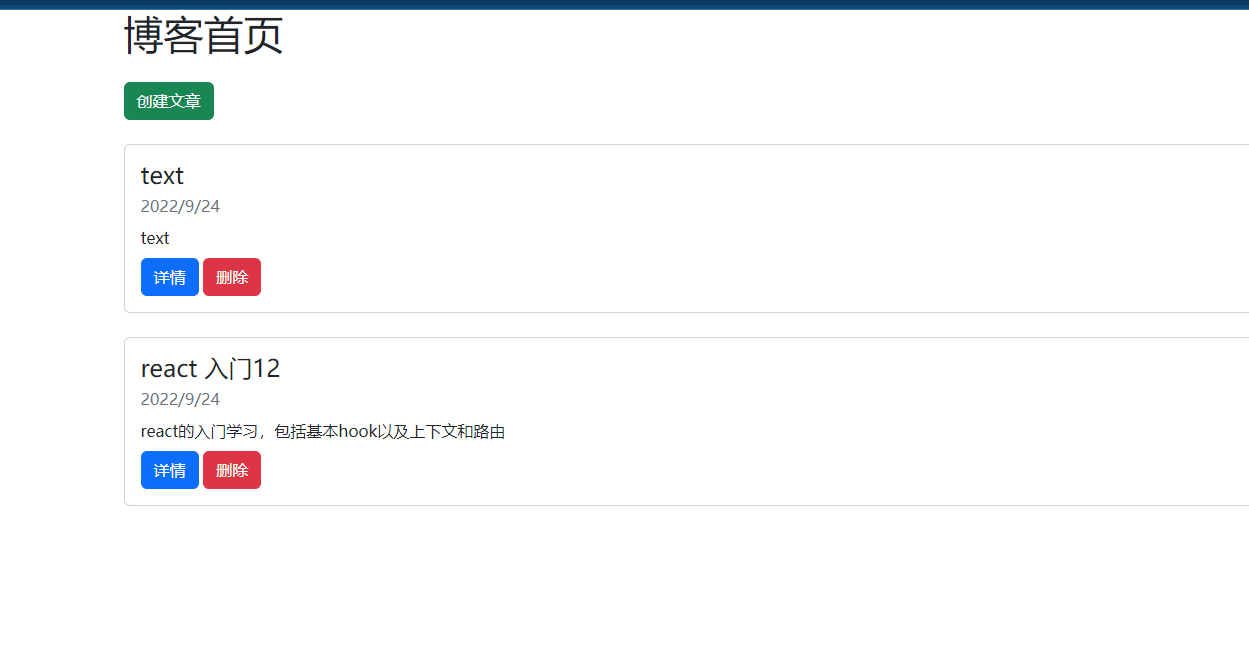 博客首页
创建文章
text
2022/9/24
text
详情 删除
react 入门12
2022/9/24
react的入门学习，包括基本hook以及上下文和路由
详情 删除